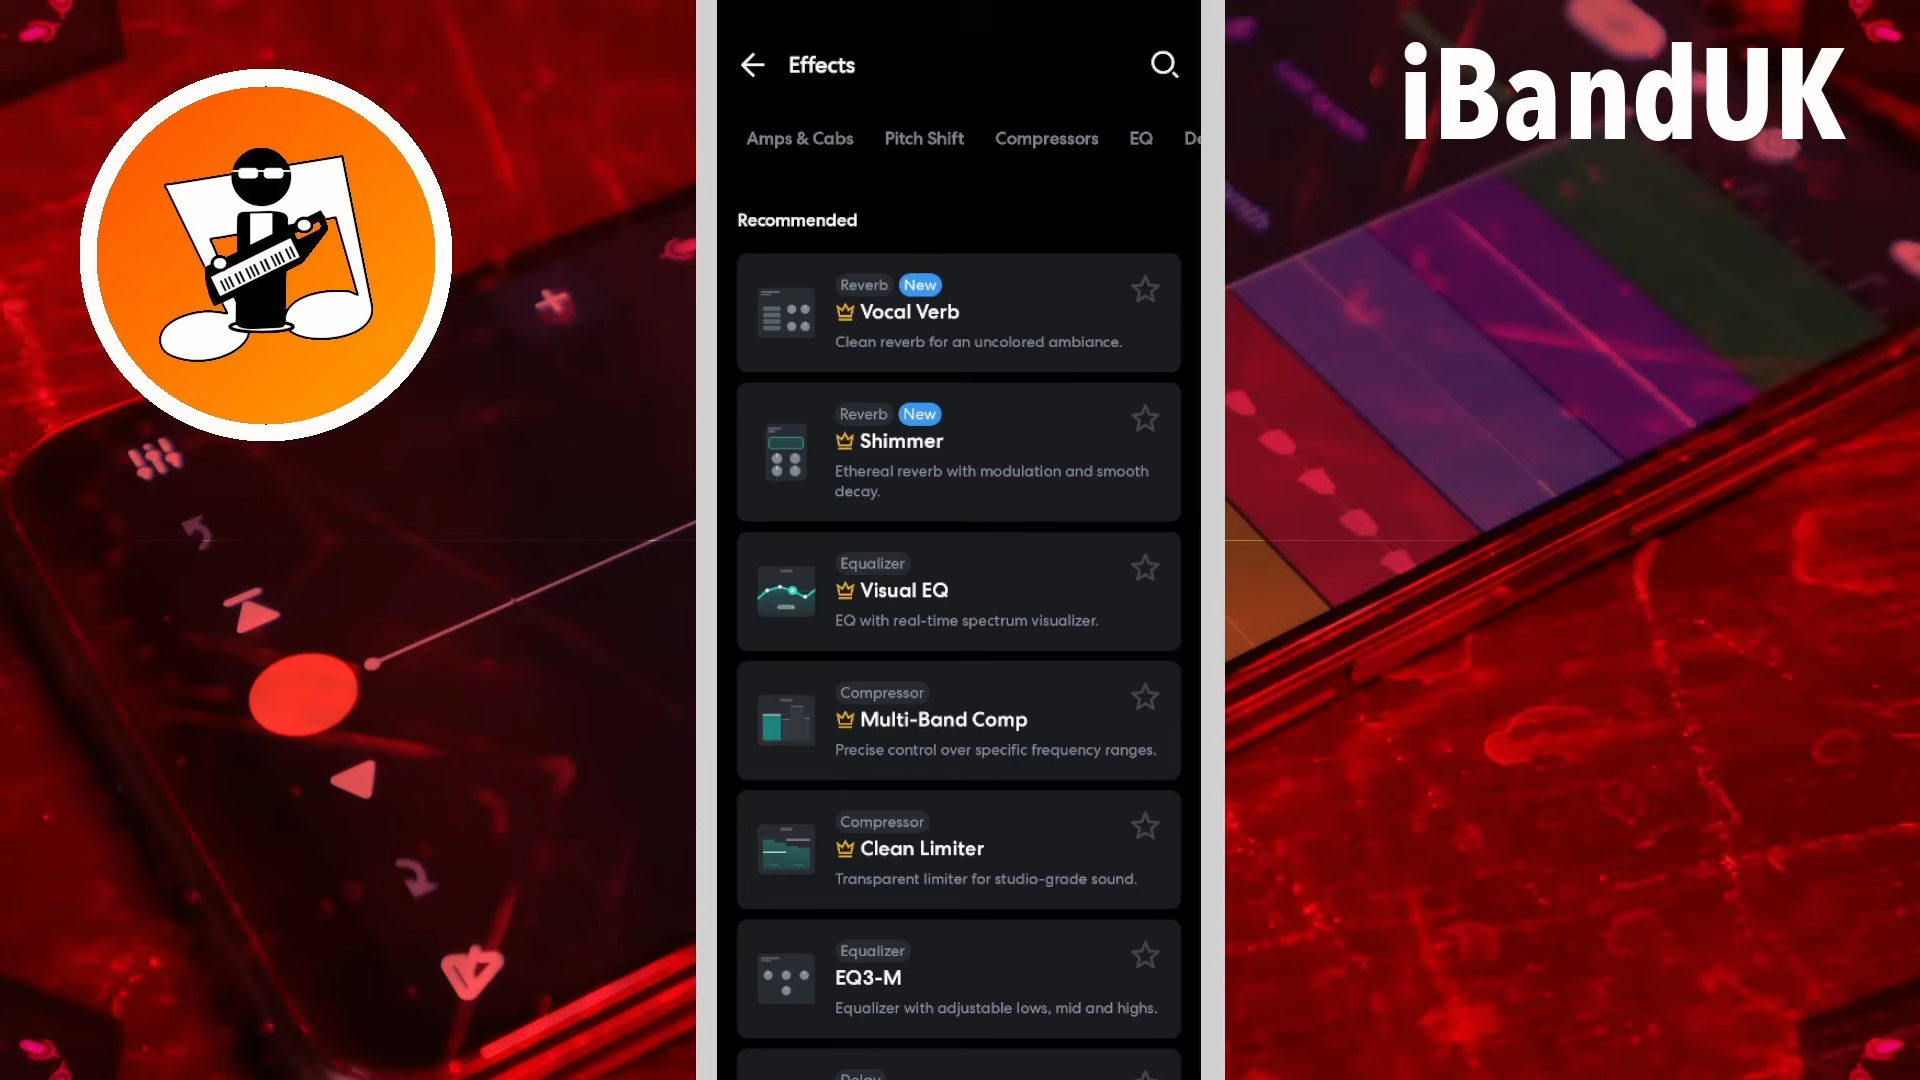 iBandUK
Effects
Amps & Cabs Pitch Shift Compressors EQ
Recommended
Reverb New
Vocal Verb
Clean reverb for an uncolored ambiance.
Reverb New
Shimmer
Ethereal reverb with modulation and smooth
decay.
Equalizer
Visual EQ
EQ with real-time spectrum visualizer.
Compressor
Multi-Band Comp
Precise control over specific frequency ranges.
Compressor
Clean Limiter
Transparent limiter for studio-grade sound.
Equalizer
EQ3-M
Equalizer with adjustable lows, mid and highs.